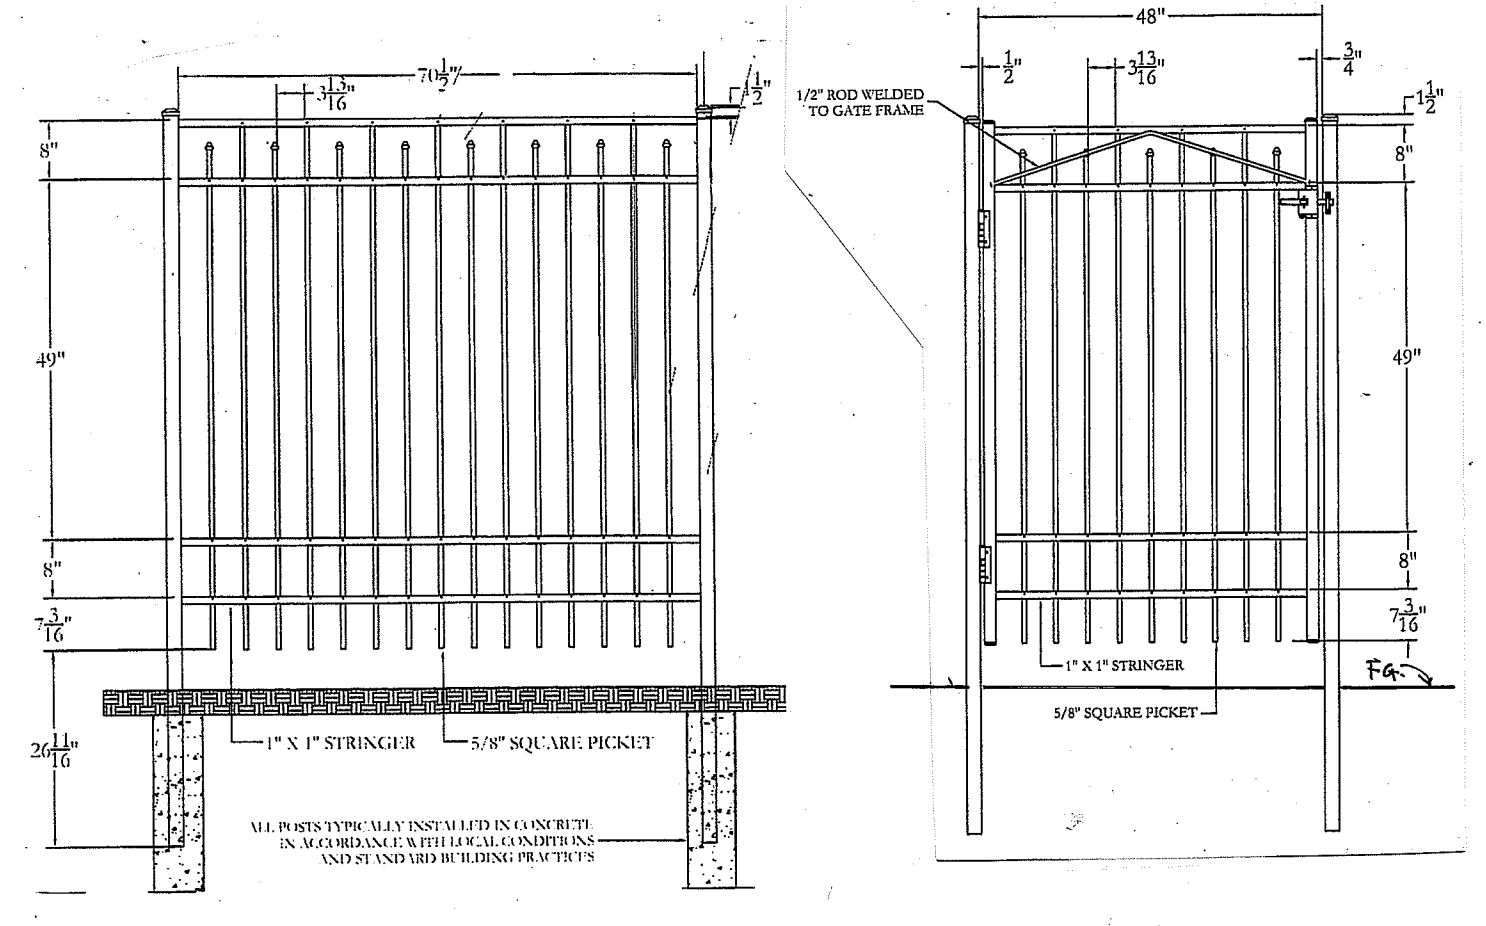 70 1/2"
3 13/16"
1 1/2"
8"
49"
8"
7 3/16"
26 11/16"
1" X 1" STRINGER
5/8" SQUARE PICKET
ALL POSTS TYPICALLY INSTALLED IN CONCRETE
IN ACCORDANCE WITH LOCAL CONDITIONS
AND STANDARD BUILDING PRACTICES
48"
1/2"
3 13/16"
3/4"
1 1/2"
1/2" ROD WELDED
TO GATE FRAME
8"
49"
8"
7 3/16"
1" X 1" STRINGER
FG.
5/8" SQUARE PICKET